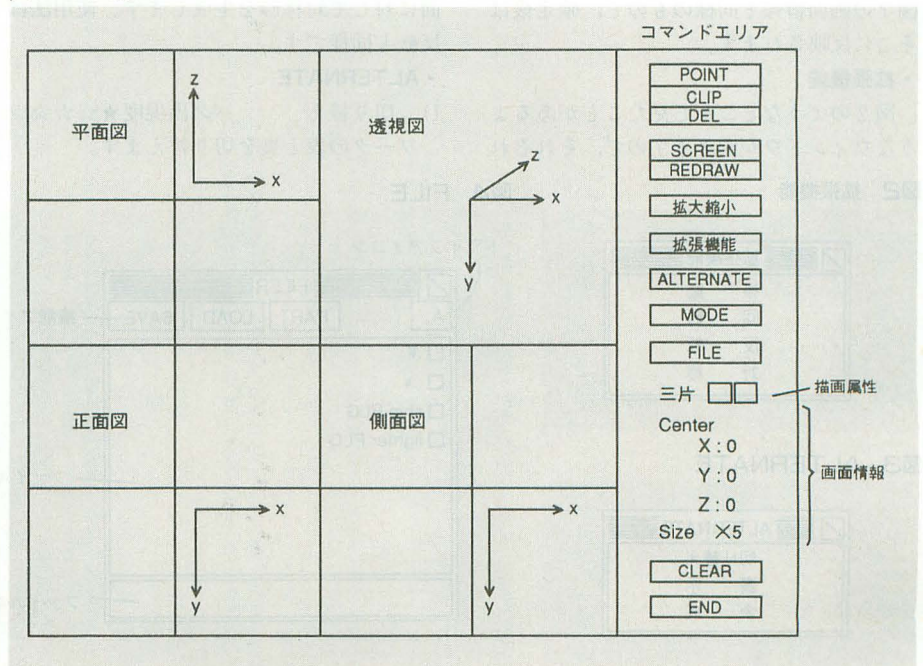 コマンドエリア
平面図
z
x
透視図
z
x
y
正面図
x
y
側面図
x
y
POINT
CLIP
DEL
SCREEN
REDRAW
拡大縮小
拡張機能
ALTERNATE
MODE
FILE
三片
描画属性
Center
X:0
Y:0
Z:0
Size ×5
画面情報
CLEAR
END